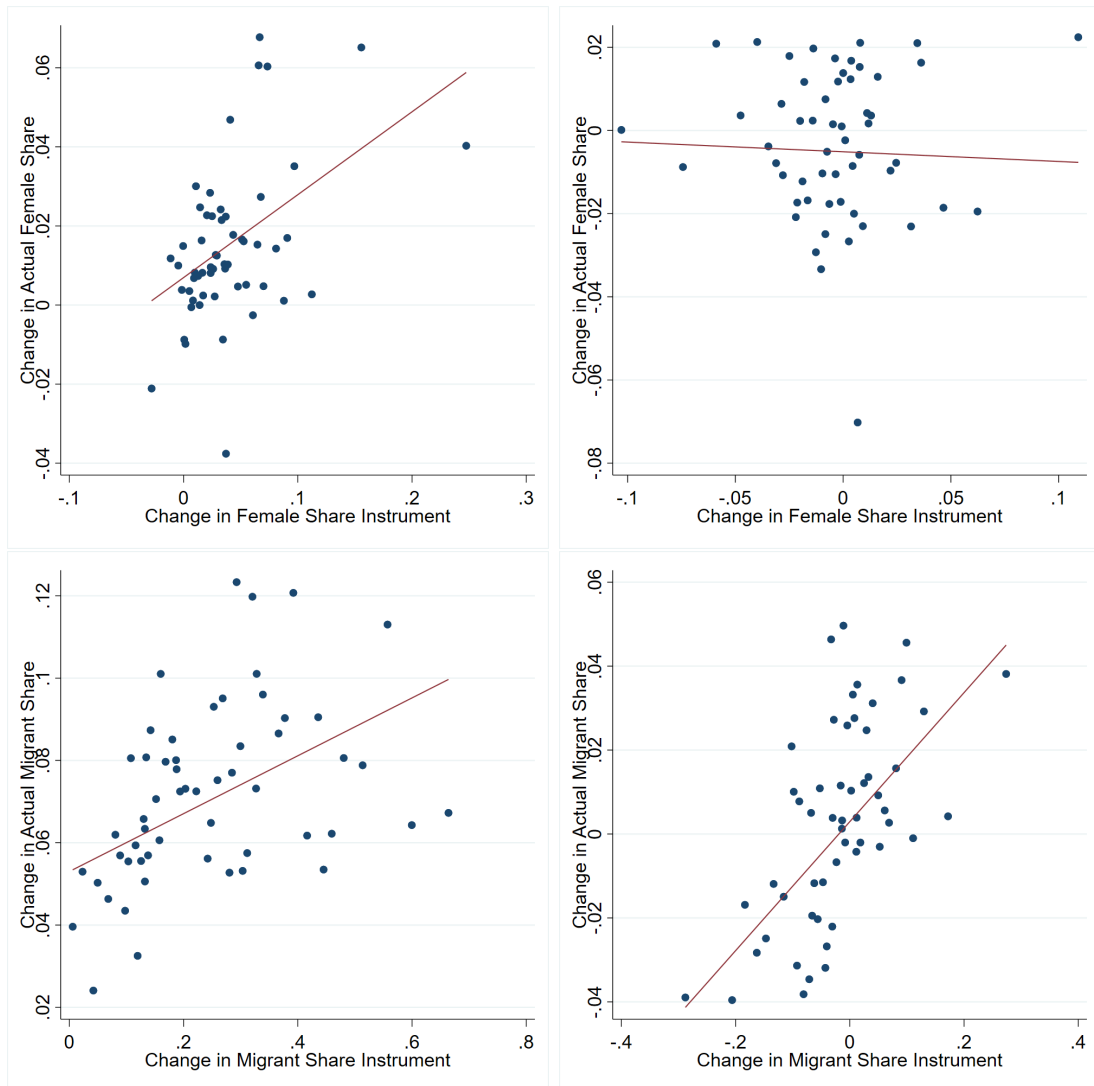 Change in Actual Female Share
.06
.04
.02
0
-.02
-.04
-.1 0 .1 .2 .3
Change in Female Share Instrument
Change in Actual Female Share
.02
0
-.02
-.04
-.06
-.08
-.1 -.05 0 .05 .1
Change in Female Share Instrument
Change in Actual Migrant Share
.12
.1
.08
.06
.04
.02
0 .2 .4 .6 .8
Change in Migrant Share Instrument
Change in Actual Migrant Share
.06
.04
.02
0
-.02
-.04
-.4 -.2 0 .2 .4
Change in Migrant Share Instrument